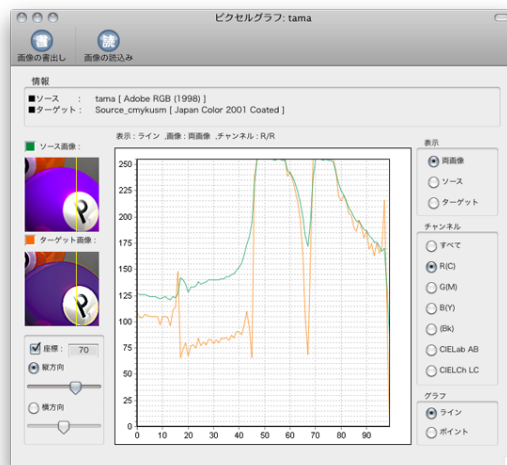 ピクセルグラフ: tama
書 読
画像の書出し 画像の読込み
情報
■ソース : tama [ Adobe RGB (1998) ]
■ターゲット : Source_cmykusm [ Japan Color 2001 Coated ]
ソース画像 :
ターゲット画像 :
座標 : 70
縦方向
横方向
表示 : ライン ,画像 : 両画像 ,チャンネル : R/R
250
225
200
175
150
125
100
75
50
25
0
0 10 20 30 40 50 60 70 80 90
表示
両画像
ソース
ターゲット
チャンネル
すべて
R(C)
G(M)
B(Y)
(Bk)
CIELab AB
CIELCh LC
グラフ
ライン
ポイント